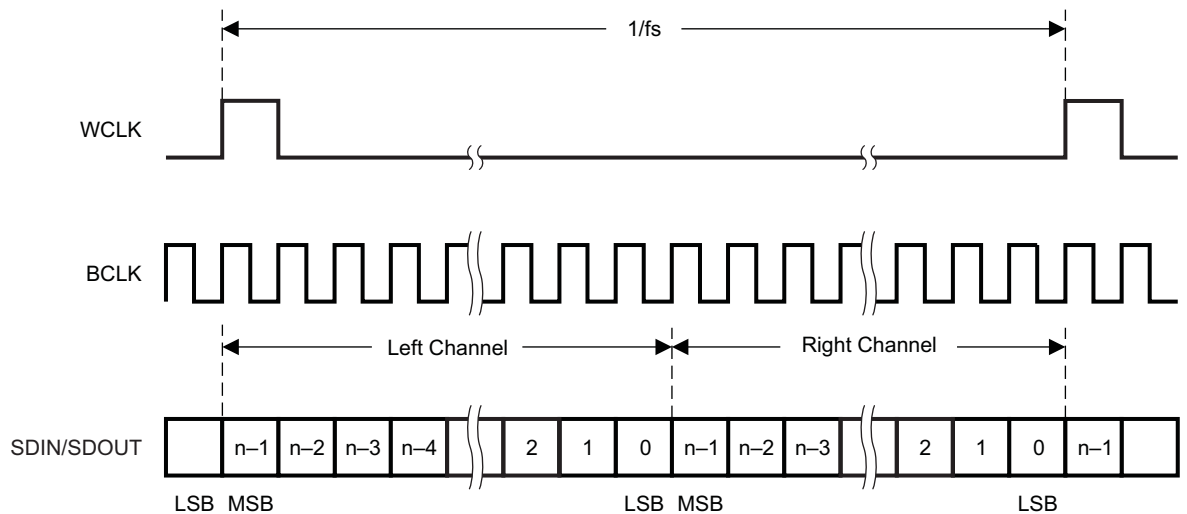 1/fs
WCLK
BCLK
Left Channel
Right Channel
SDIN/SDOUT
n–1 n–2 n–3 n–4 2 1 0 n–1 n–2 n–3 2 1 0 n–1
LSB MSB LSB MSB LSB